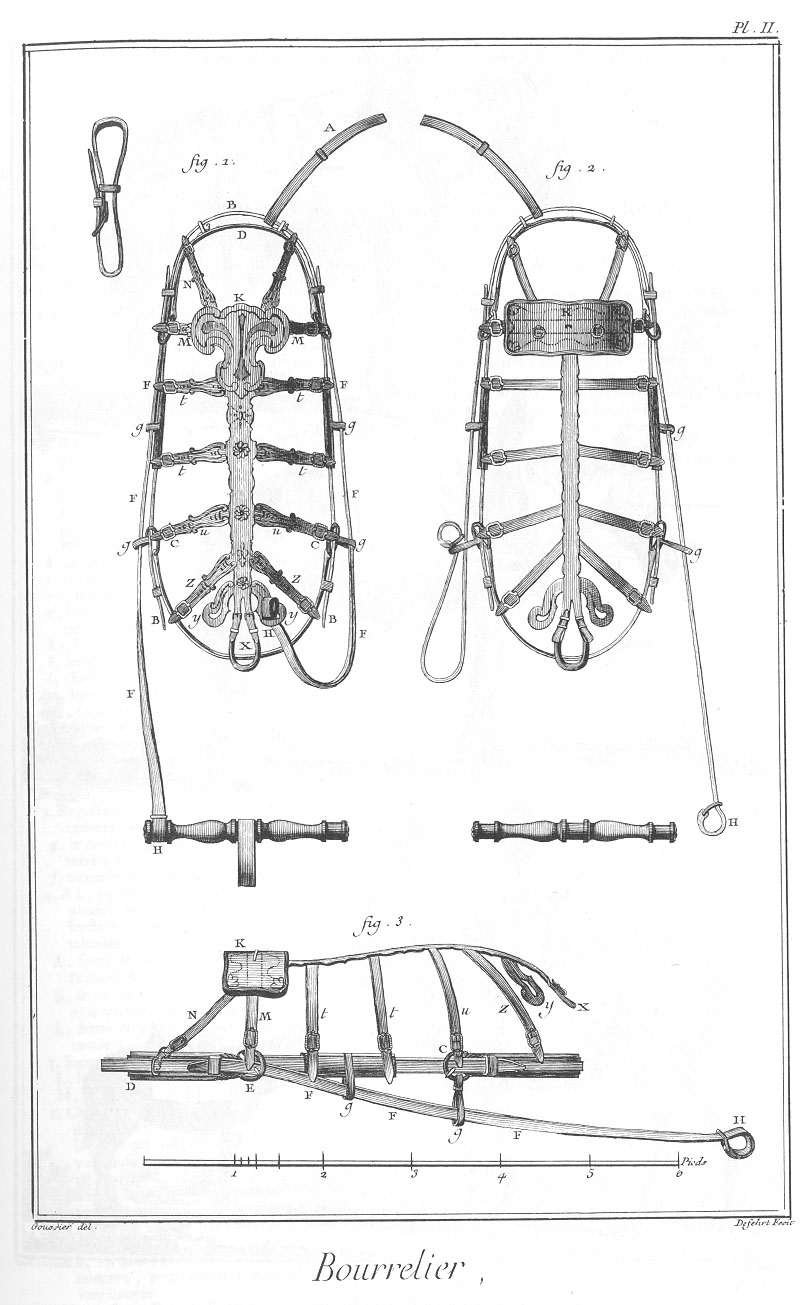 Pl. II.
fig. 1.
fig. 2.
A
B
D
N
K
K
M
M
F
F
t
t
g
g
g
t
t
F
F
g
C
u
u
C
g
g
Z
Z
B
y
y
B
H
X
F
F
H
H
fig. 3.
K
N
M
t
t
u
Z
y
X
C
D
E
F
g
F
g
F
H
1
2
3
4
5
6
Pieds
Goussier del.
Defehrt Fecit
Bourrelier,